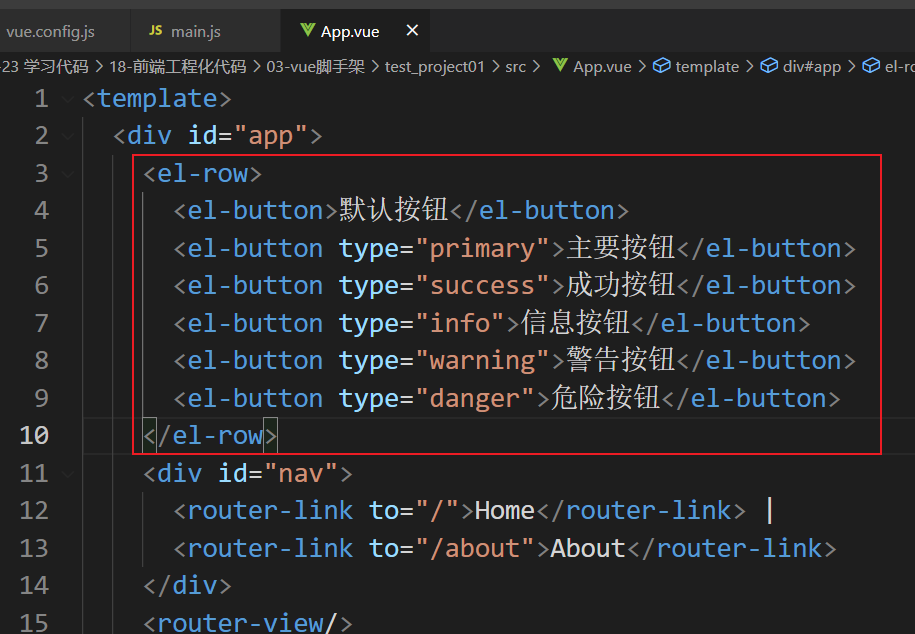 vue.config.js JS main.js App.vue ×
-23 学习代码 > 18-前端工程化代码 > 03-vue脚手架 > test_project01 > src > App.vue > template > div#app > el-ro
1 <template>
2 <div id="app">
3 <el-row>
4 <el-button>默认按钮</el-button>
5 <el-button type="primary">主要按钮</el-button>
6 <el-button type="success">成功按钮</el-button>
7 <el-button type="info">信息按钮</el-button>
8 <el-button type="warning">警告按钮</el-button>
9 <el-button type="danger">危险按钮</el-button>
10 </el-row>
11 <div id="nav">
12 <router-link to="/">Home</router-link> |
13 <router-link to="/about">About</router-link>
14 </div>
15 <router-view/>